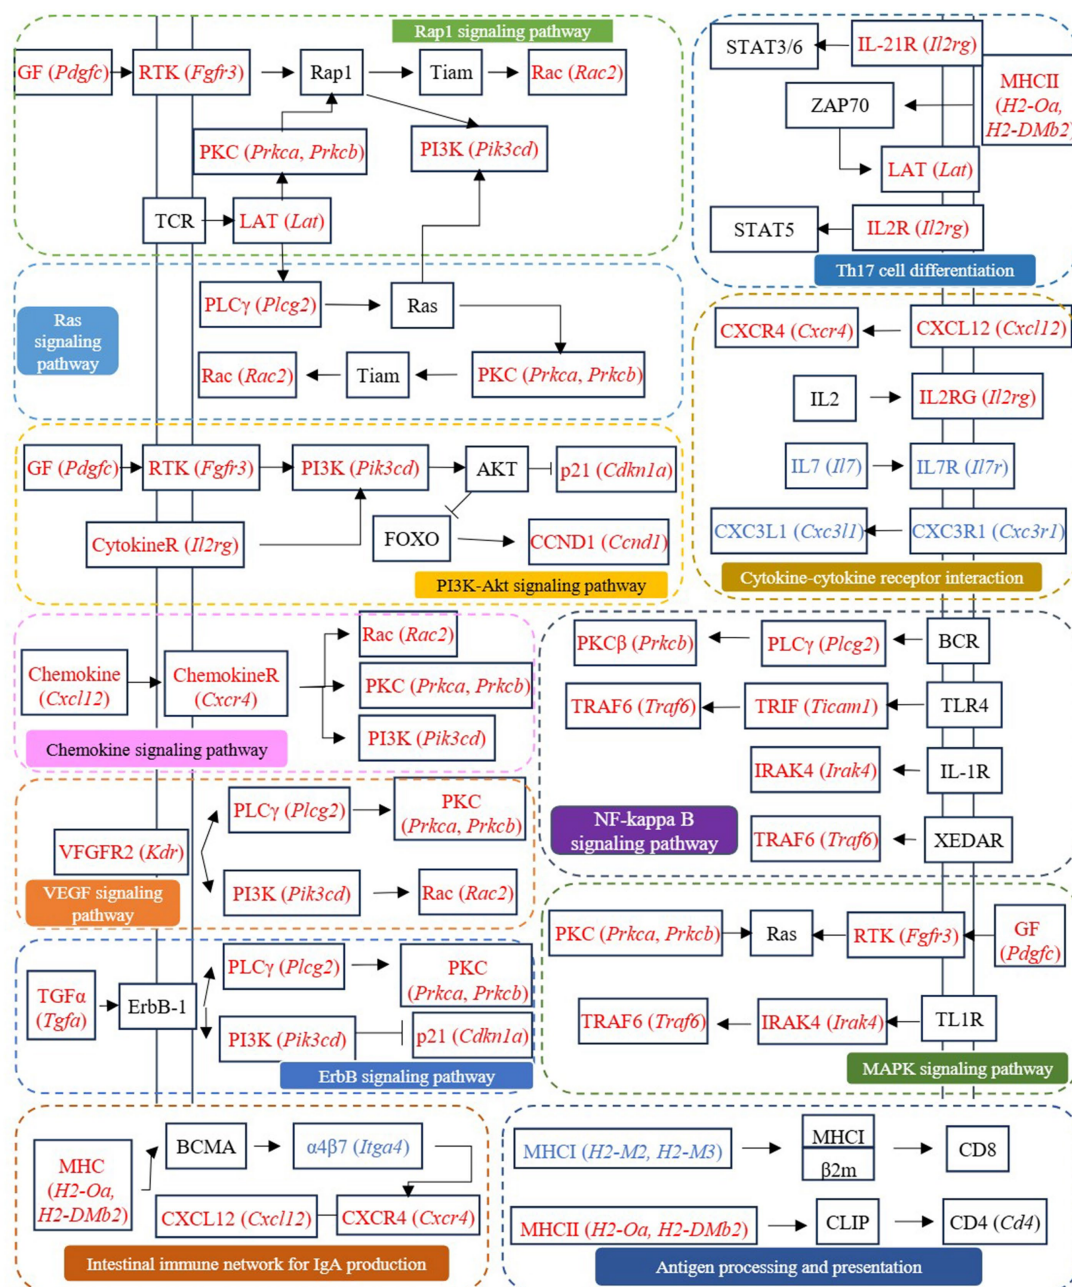 Rap1 signaling pathway
GF (Pdgfc)
RTK (Fgfr3)
Rap1
Tiam
Rac (Rac2)
PKC (Prkca, Prkcb)
PI3K (Pik3cd)
TCR
LAT (Lat)
Ras
signaling
pathway
PLCγ (Plcg2)
Ras
Rac (Rac2)
Tiam
PKC (Prkca, Prkcb)
GF (Pdgfc)
RTK (Fgfr3)
PI3K (Pik3cd)
AKT
p21 (Cdkn1a)
CytokineR (Il2rg)
FOXO
CCND1 (Ccnd1)
PI3K-Akt signaling pathway
Chemokine
(Cxcl12)
ChemokineR
(Cxcr4)
Rac (Rac2)
PKC (Prkca, Prkcb)
PI3K (Pik3cd)
Chemokine signaling pathway
VFGFR2 (Kdr)
PLCγ (Plcg2)
PKC
(Prkca, Prkcb)
PI3K (Pik3cd)
Rac (Rac2)
VEGF signaling
pathway
TGFα
(Tgfa)
ErbB-1
PLCγ (Plcg2)
PKC
(Prkca, Prkcb)
PI3K (Pik3cd)
p21 (Cdkn1a)
ErbB signaling pathway
MHC
(H2-Oa,
H2-DMb2)
BCMA
α4β7 (Itga4)
CXCL12 (Cxcl12)
CXCR4 (Cxcr4)
Intestinal immune network for IgA production
STAT3/6
IL-21R (Il2rg)
MHCII
(H2-Oa,
H2-DMb2)
ZAP70
LAT (Lat)
STAT5
IL2R (Il2rg)
Th17 cell differentiation
CXCR4 (Cxcr4)
CXCL12 (Cxcl12)
IL2
IL2RG (Il2rg)
IL7 (Il7)
IL7R (Il7r)
CXC3L1 (Cxc3l1)
CXC3R1 (Cxc3r1)
Cytokine-cytokine receptor interaction
PKCβ (Prkcb)
PLCγ (Plcg2)
BCR
TRAF6 (Traf6)
TRIF (Ticam1)
TLR4
IRAK4 (Irak4)
IL-1R
NF-kappa B
signaling pathway
TRAF6 (Traf6)
XEDAR
PKC (Prkca, Prkcb)
Ras
RTK (Fgfr3)
GF
(Pdgfc)
TRAF6 (Traf6)
IRAK4 (Irak4)
TL1R
MAPK signaling pathway
MHCI (H2-M2, H2-M3)
MHCI
β2m
CD8
MHCII (H2-Oa, H2-DMb2)
CLIP
CD4 (Cd4)
Antigen processing and presentation